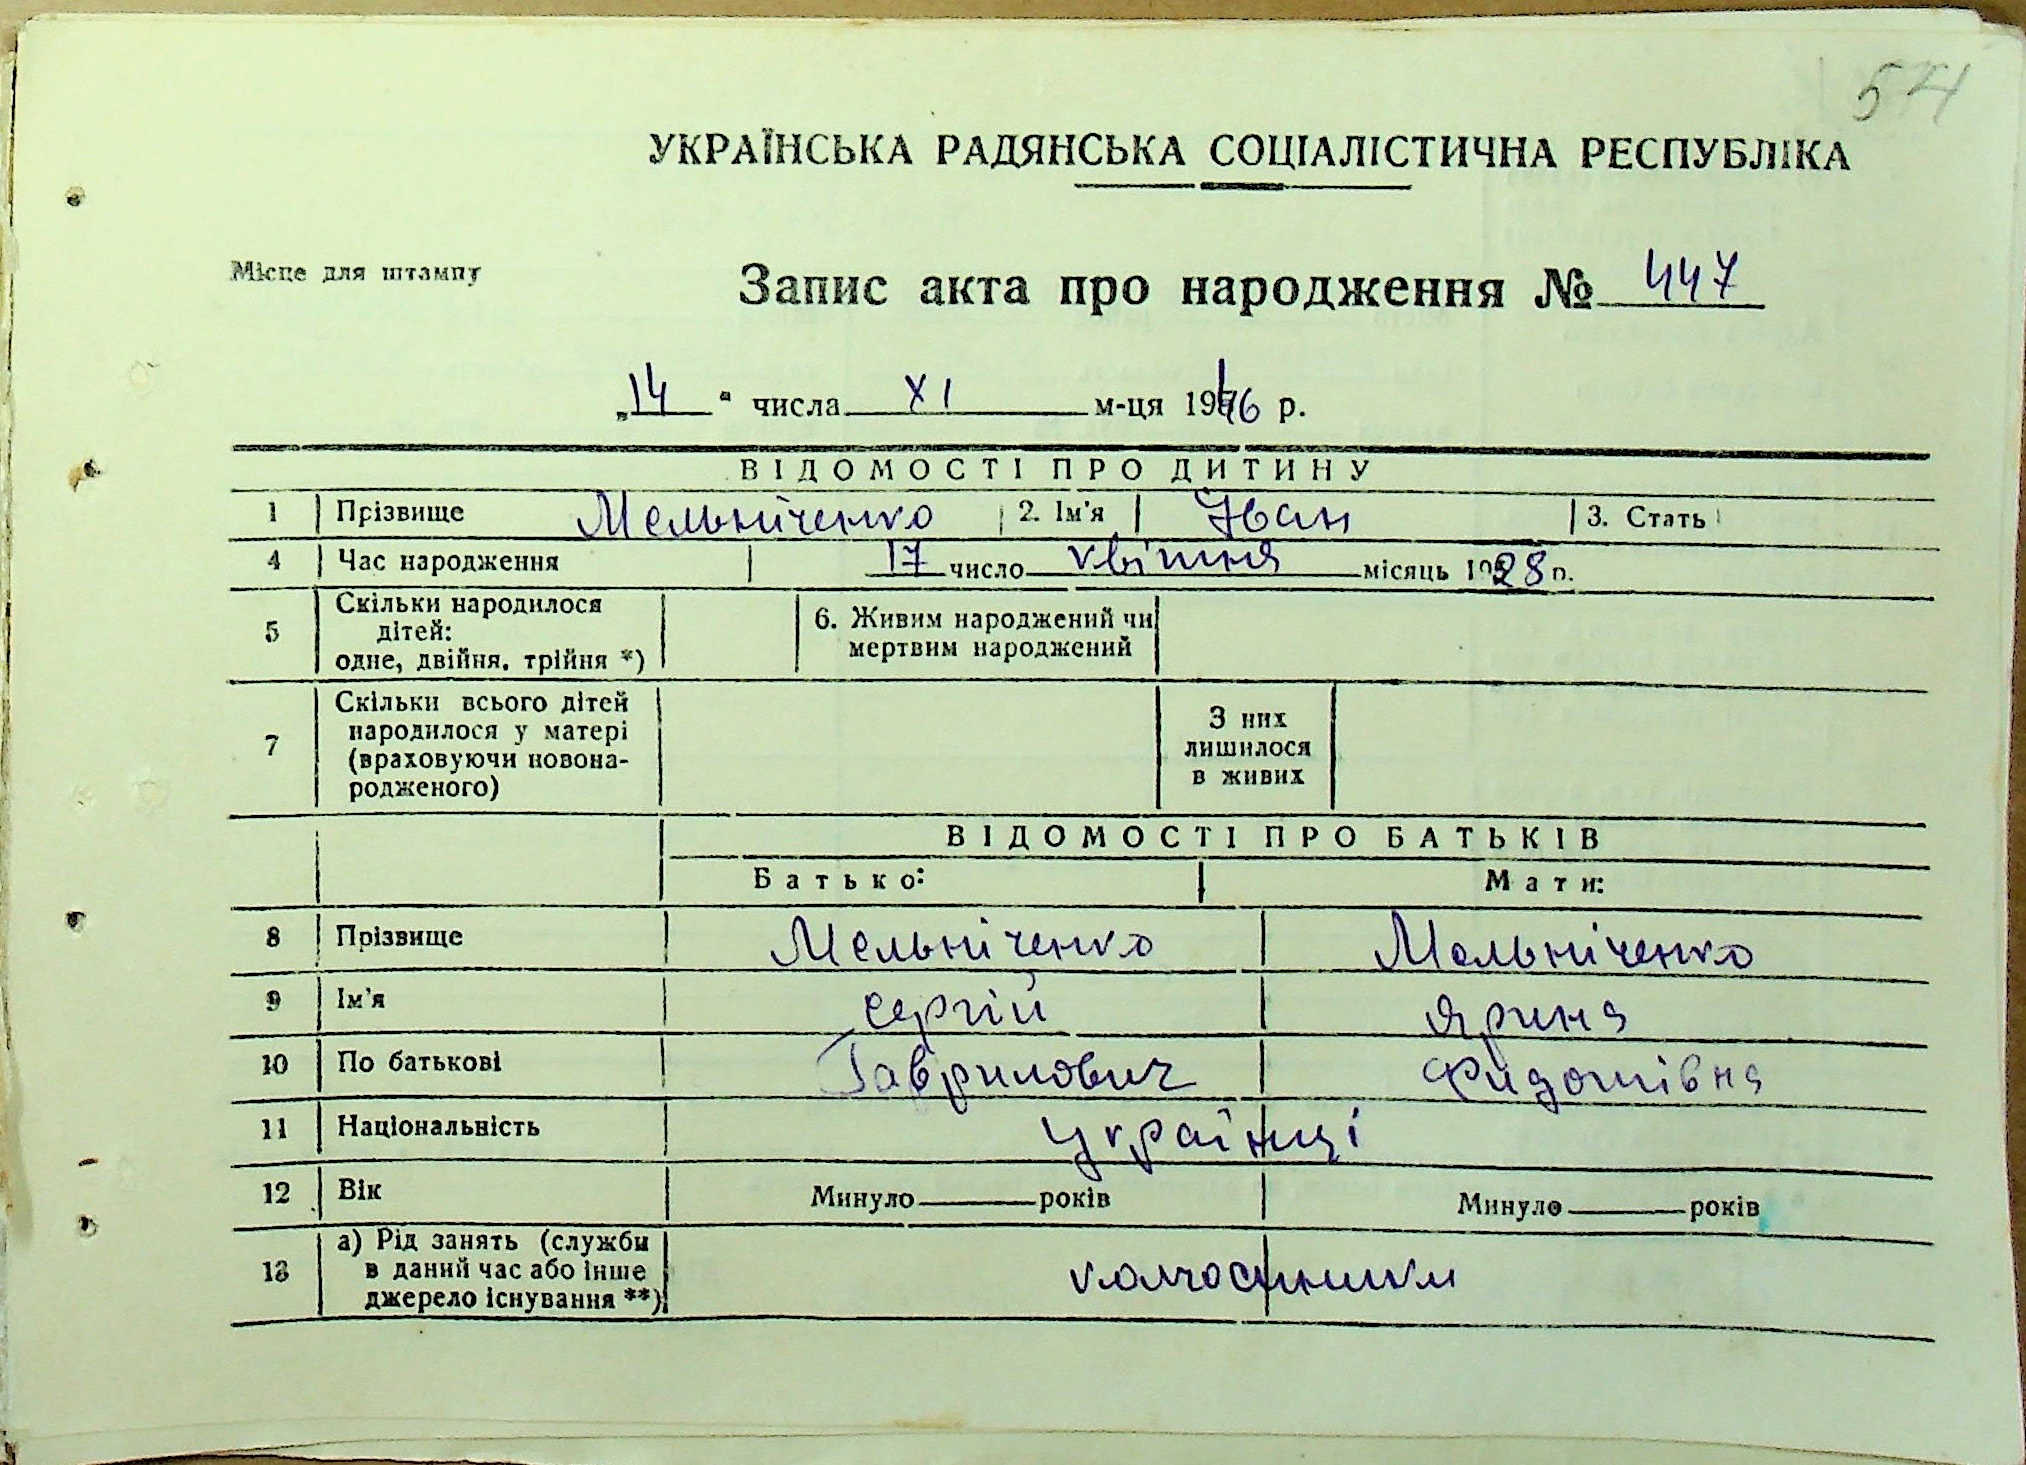 574
УКРАЇНСЬКА РАДЯНСЬКА СОЦІАЛІСТИЧНА РЕСПУБЛІКА
Місце для штампу
Запис акта про народження № 447
„14" числа XI м-ця 1946 р.
ВІДОМОСТІ ПРО ДИТИНУ
1 Прізвище Мельніченко 2. Ім'я Іван 3. Стать
4 Час народження 17 число квітня місяць 1928 р.
5 Скільки народилося дітей: одне, двійня, трійня *) 6. Живим народжений чи мертвим народжений
7 Скільки всього дітей народилося у матері (враховуючи новонародженого) З них лишилося в живих
ВІДОМОСТІ ПРО БАТЬКІВ
Батько: Мати:
8 Прізвище Мельніченко Мельніченко
9 Ім'я Сергій Ярина
10 По батькові Гаврилович Фидотівна
11 Національність Українці
12 Вік Минуло років Минуло років
13 а) Рід занять (служби в даний час або інше джерело існування **) колгоспники